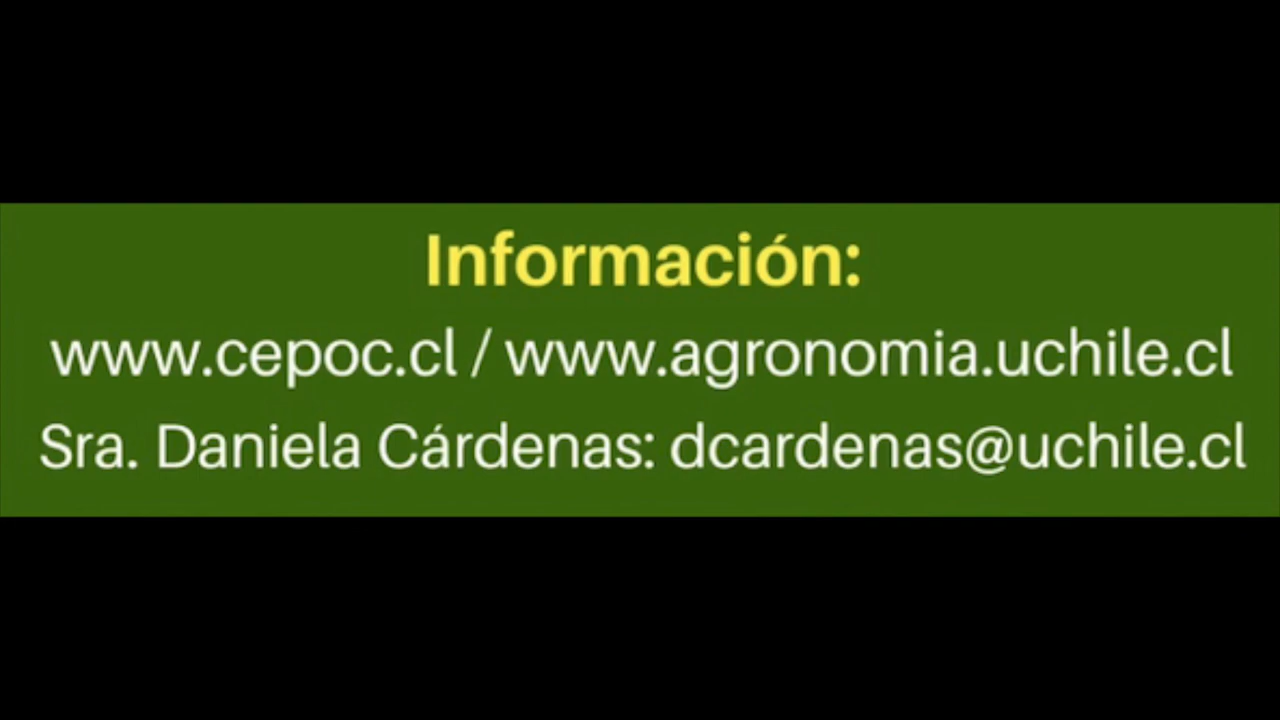 Información:
www.cepoc.cl / www.agronomia.uchile.cl
Sra. Daniela Cárdenas: dcardenas@uchile.cl